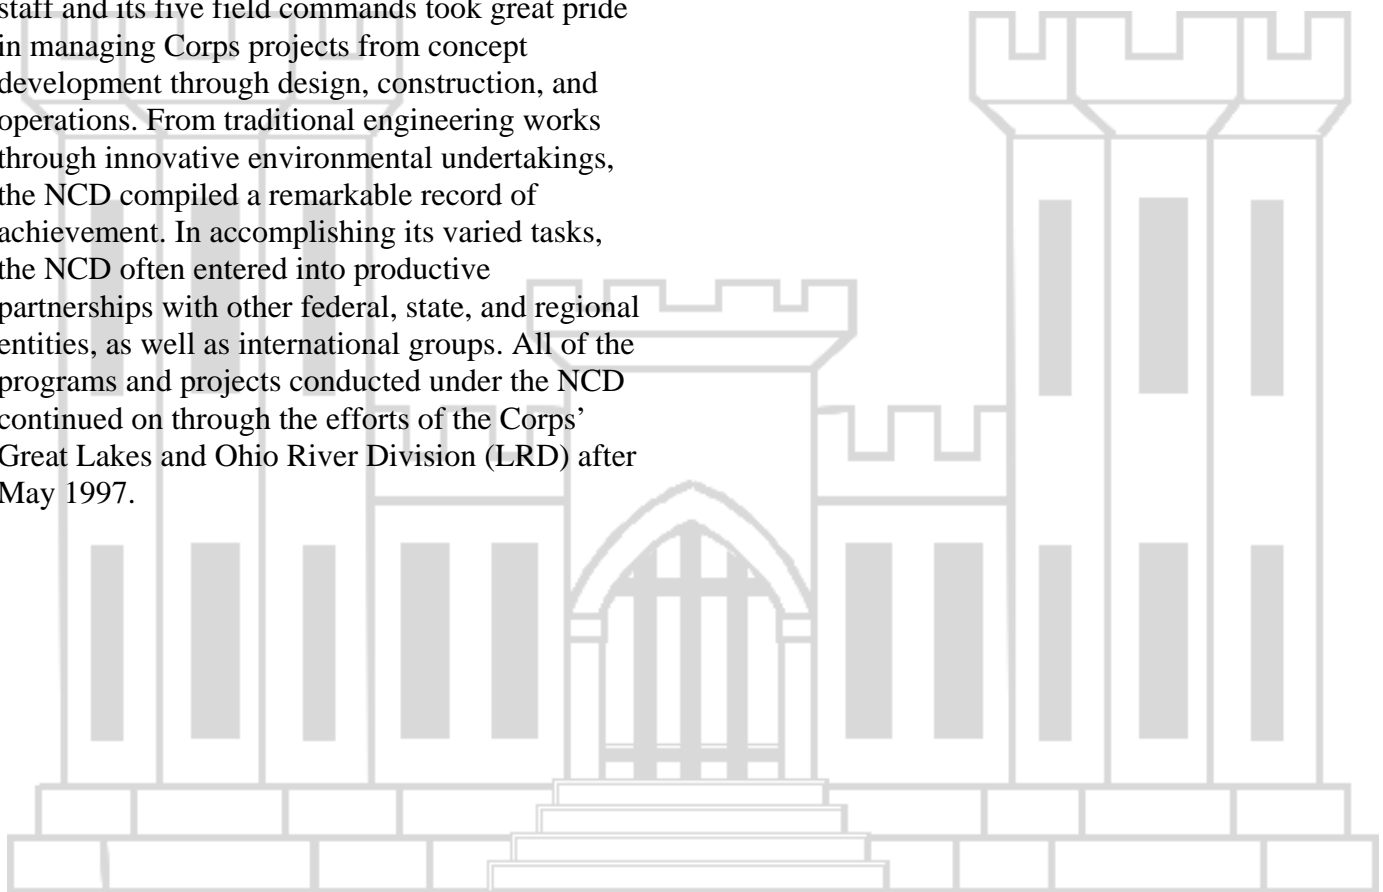 staff and its five field commands took great pride
in managing Corps projects from concept
development through design, construction, and
operations. From traditional engineering works
through innovative environmental undertakings,
the NCD compiled a remarkable record of
achievement. In accomplishing its varied tasks,
the NCD often entered into productive
partnerships with other federal, state, and regional
entities, as well as international groups. All of the
programs and projects conducted under the NCD
continued on through the efforts of the Corps’
Great Lakes and Ohio River Division (LRD) after
May 1997.